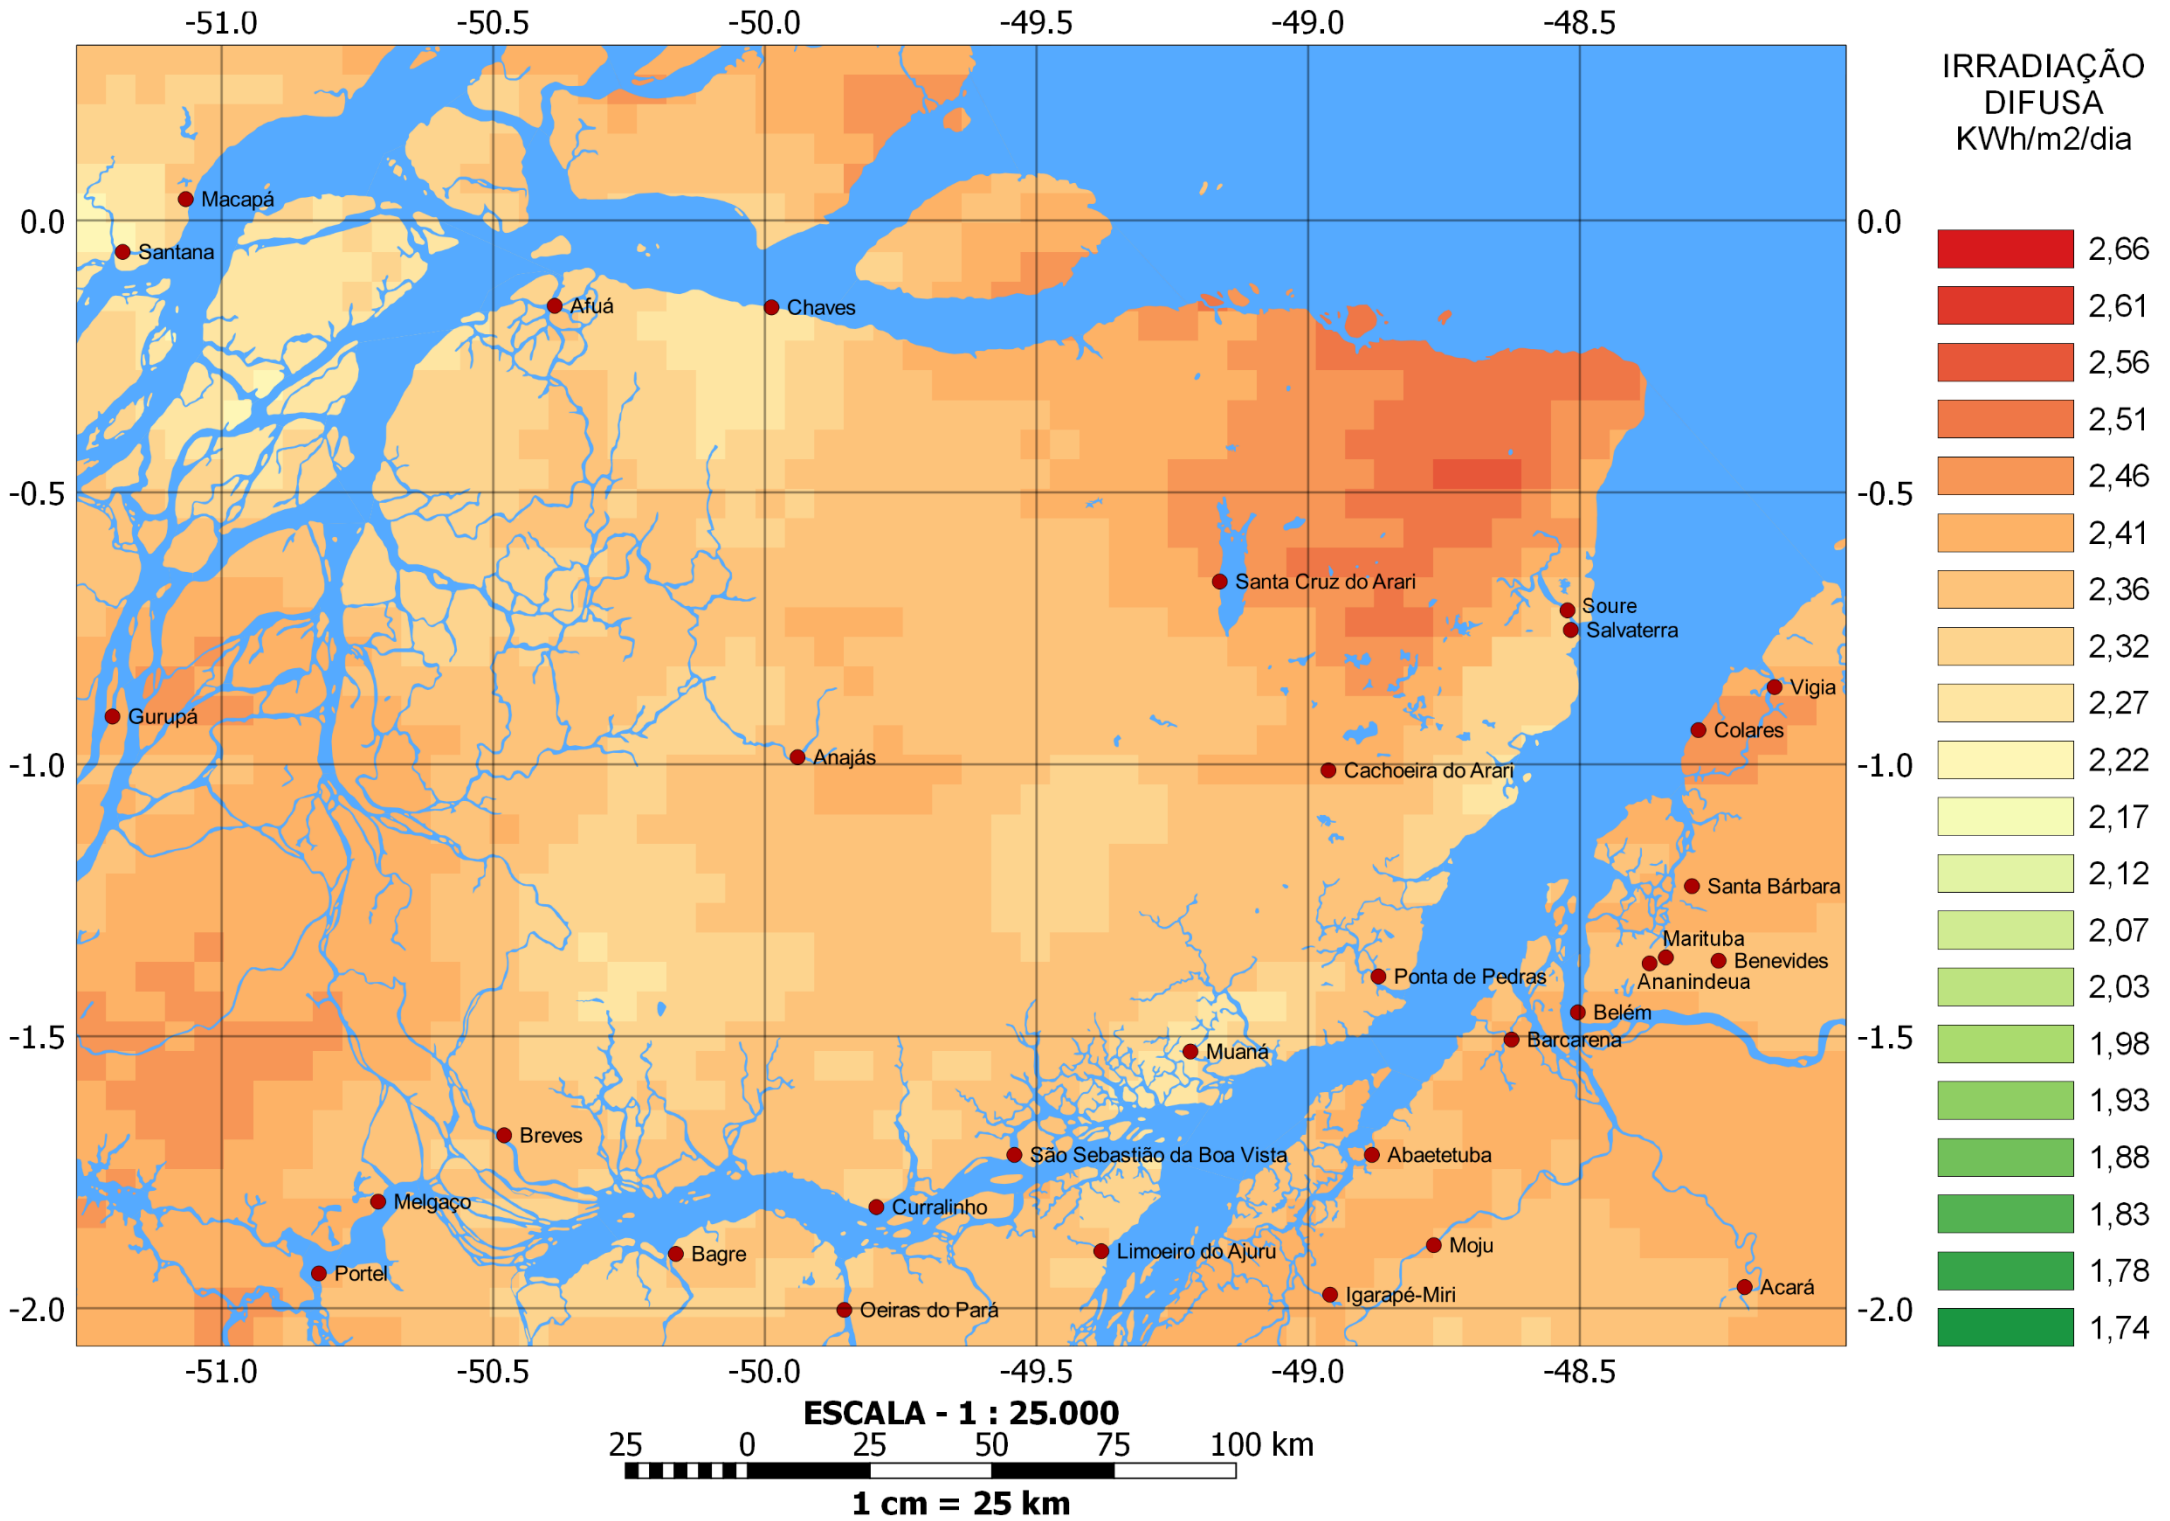 -51.0 -50.5 -50.0 -49.5 -49.0 -48.5
IRRADIAÇÃO
DIFUSA
KWh/m2/dia
Macapá
0.0 0.0
Santana
2,66
Afuá
Chaves
2,61
2,56
2,51
2,46
-0.5 -0.5
2,41
Santa Cruz do Arari
2,36
Soure
Salvaterra
2,32
Vigia
2,27
Gurupá
Colares
Anajás
-1.0 -1.0
2,22
Cachoeira do Arari
2,17
2,12
Santa Bárbara
2,07
Marituba
Benevides
Ponta de Pedras
Ananindeua
2,03
Belém
-1.5 -1.5
Barcarena
1,98
Muaná
1,93
Breves
São Sebastião da Boa Vista
Abaetetuba
1,88
Melgaço
Curralinho
1,83
Moju
Limoeiro do Ajuru
Bagre
Portel
1,78
Acará
Igarapé-Miri
-2.0 -2.0
Oeiras do Pará
1,74
-51.0 -50.5 -50.0 -49.5 -49.0 -48.5
ESCALA - 1 : 25.000
25 0 25 50 75 100 km
1 cm = 25 km